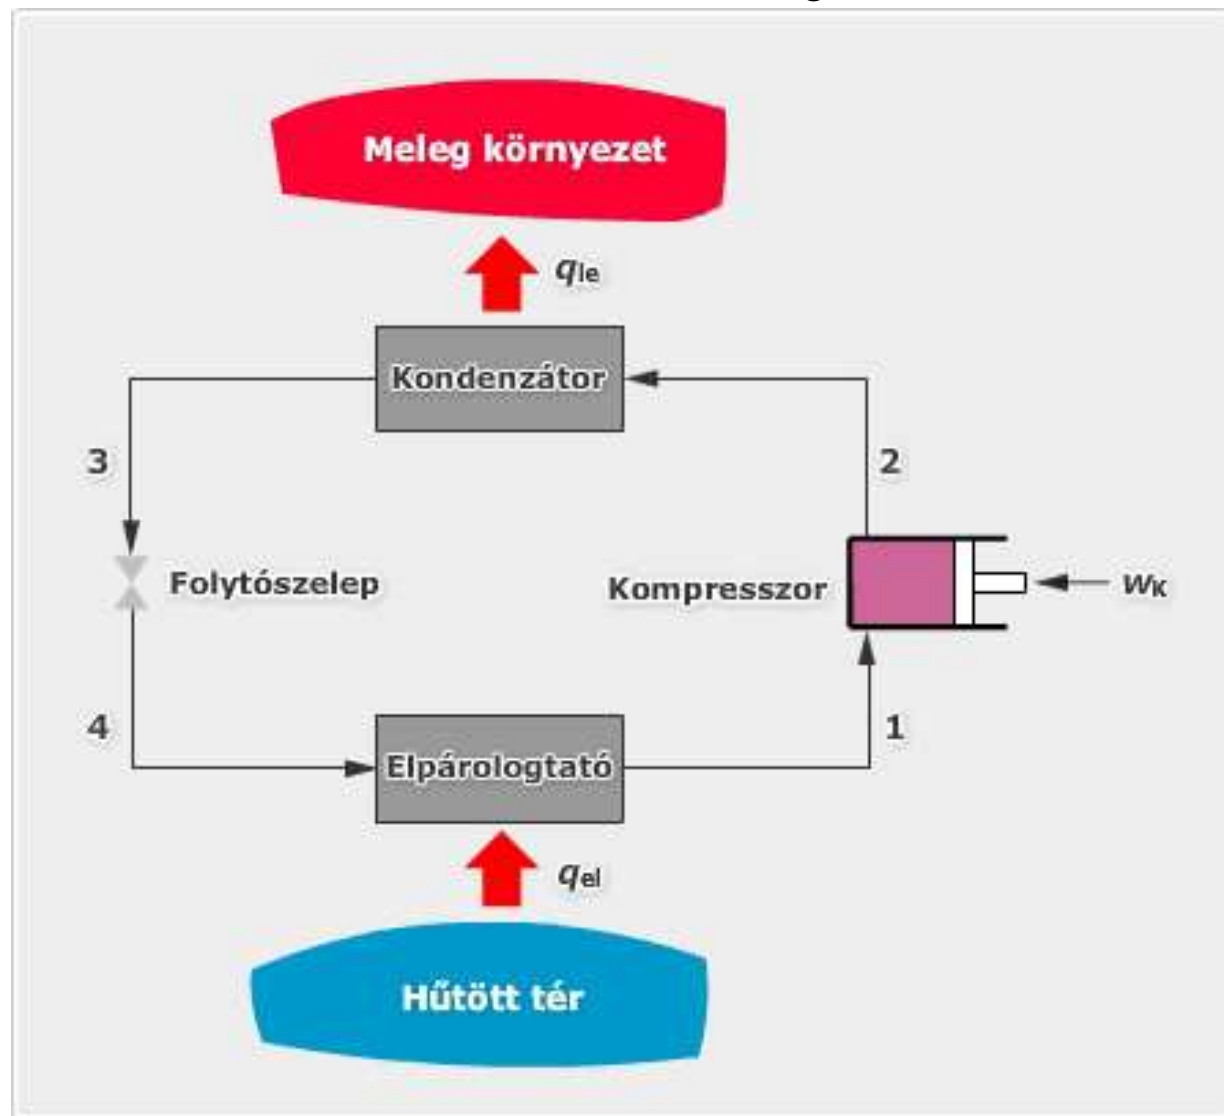 Meleg környezet
qle
Kondenzátor
3
2
Folytószelep
Kompresszor
wK
4
1
Elpárologtató
qel
Hűtött tér